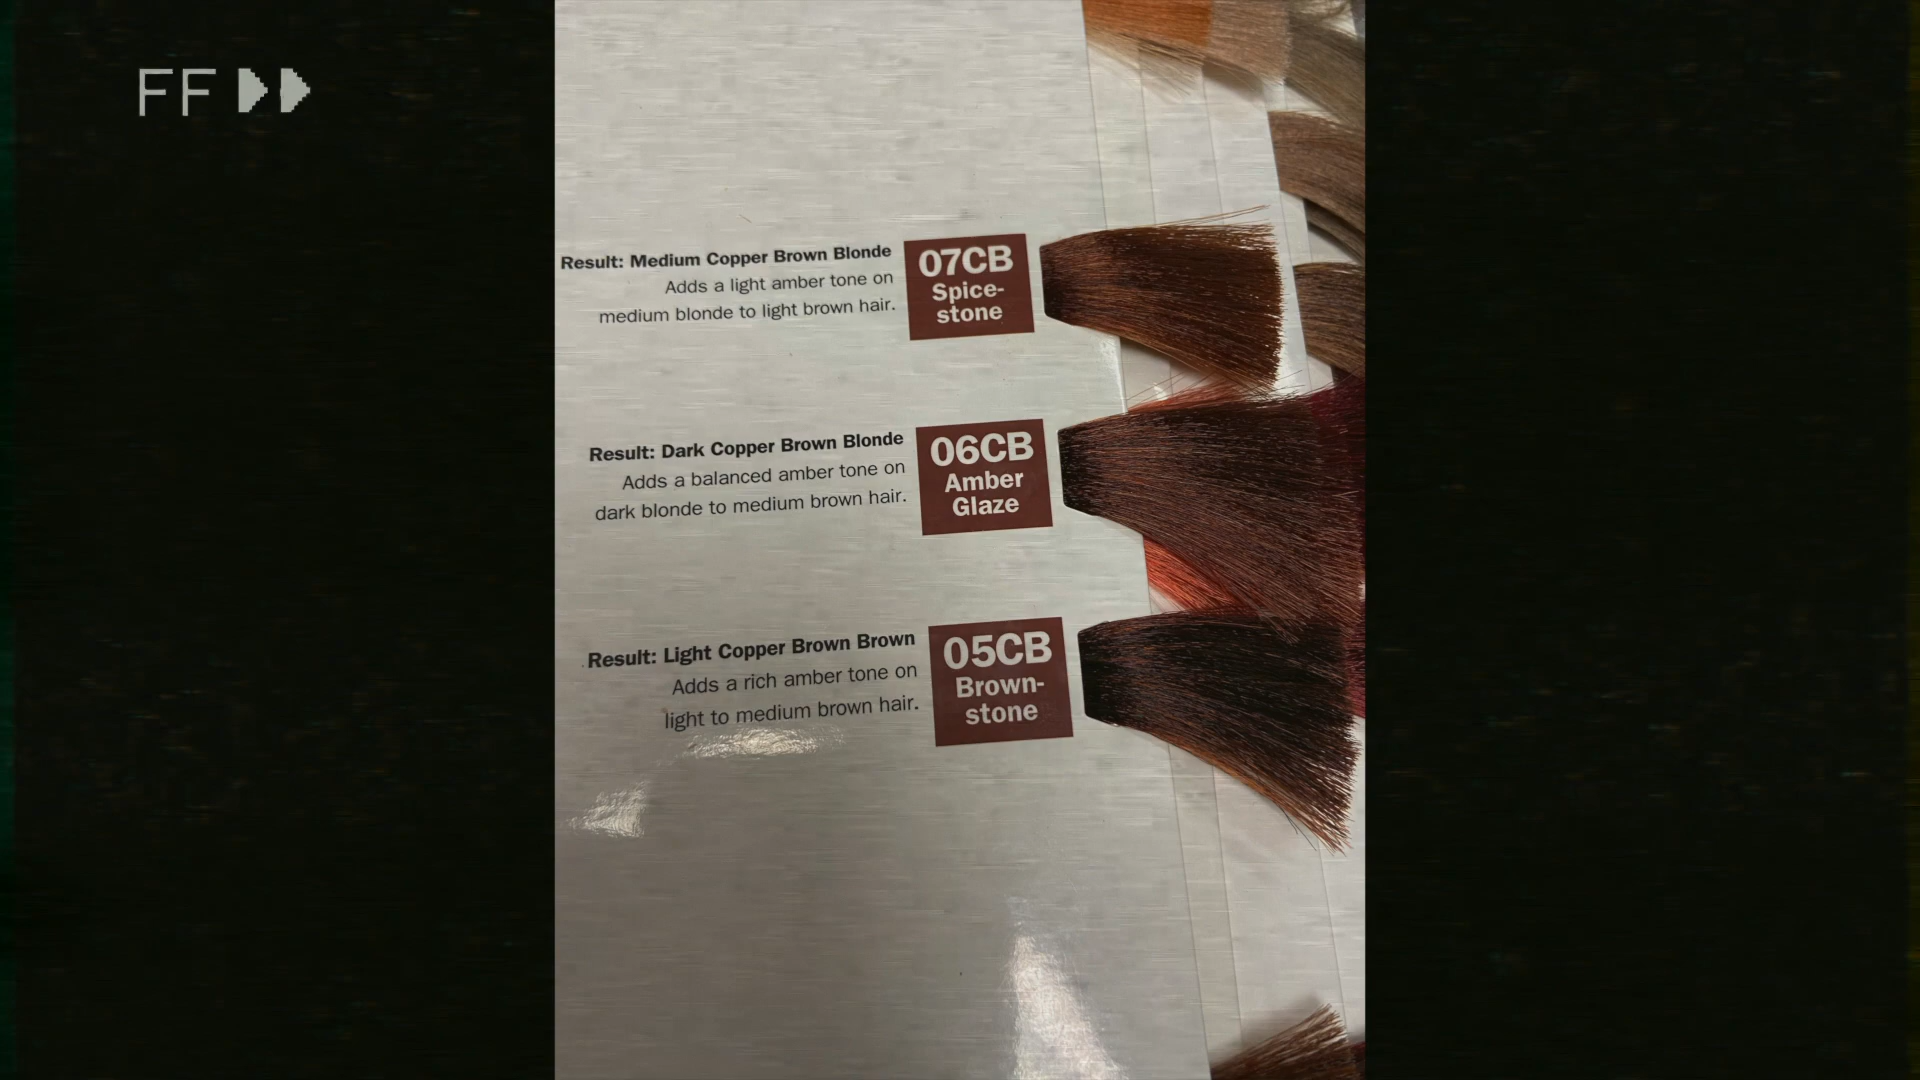 FF
Result: Medium Copper Brown Blonde
Adds a light amber tone on
medium blonde to light brown hair.
07CB
Spice-
stone
Result: Dark Copper Brown Blonde
Adds a balanced amber tone on
dark blonde to medium brown hair.
06CB
Amber
Glaze
Result: Light Copper Brown Brown
Adds a rich amber tone on
light to medium brown hair.
05CB
Brown-
stone